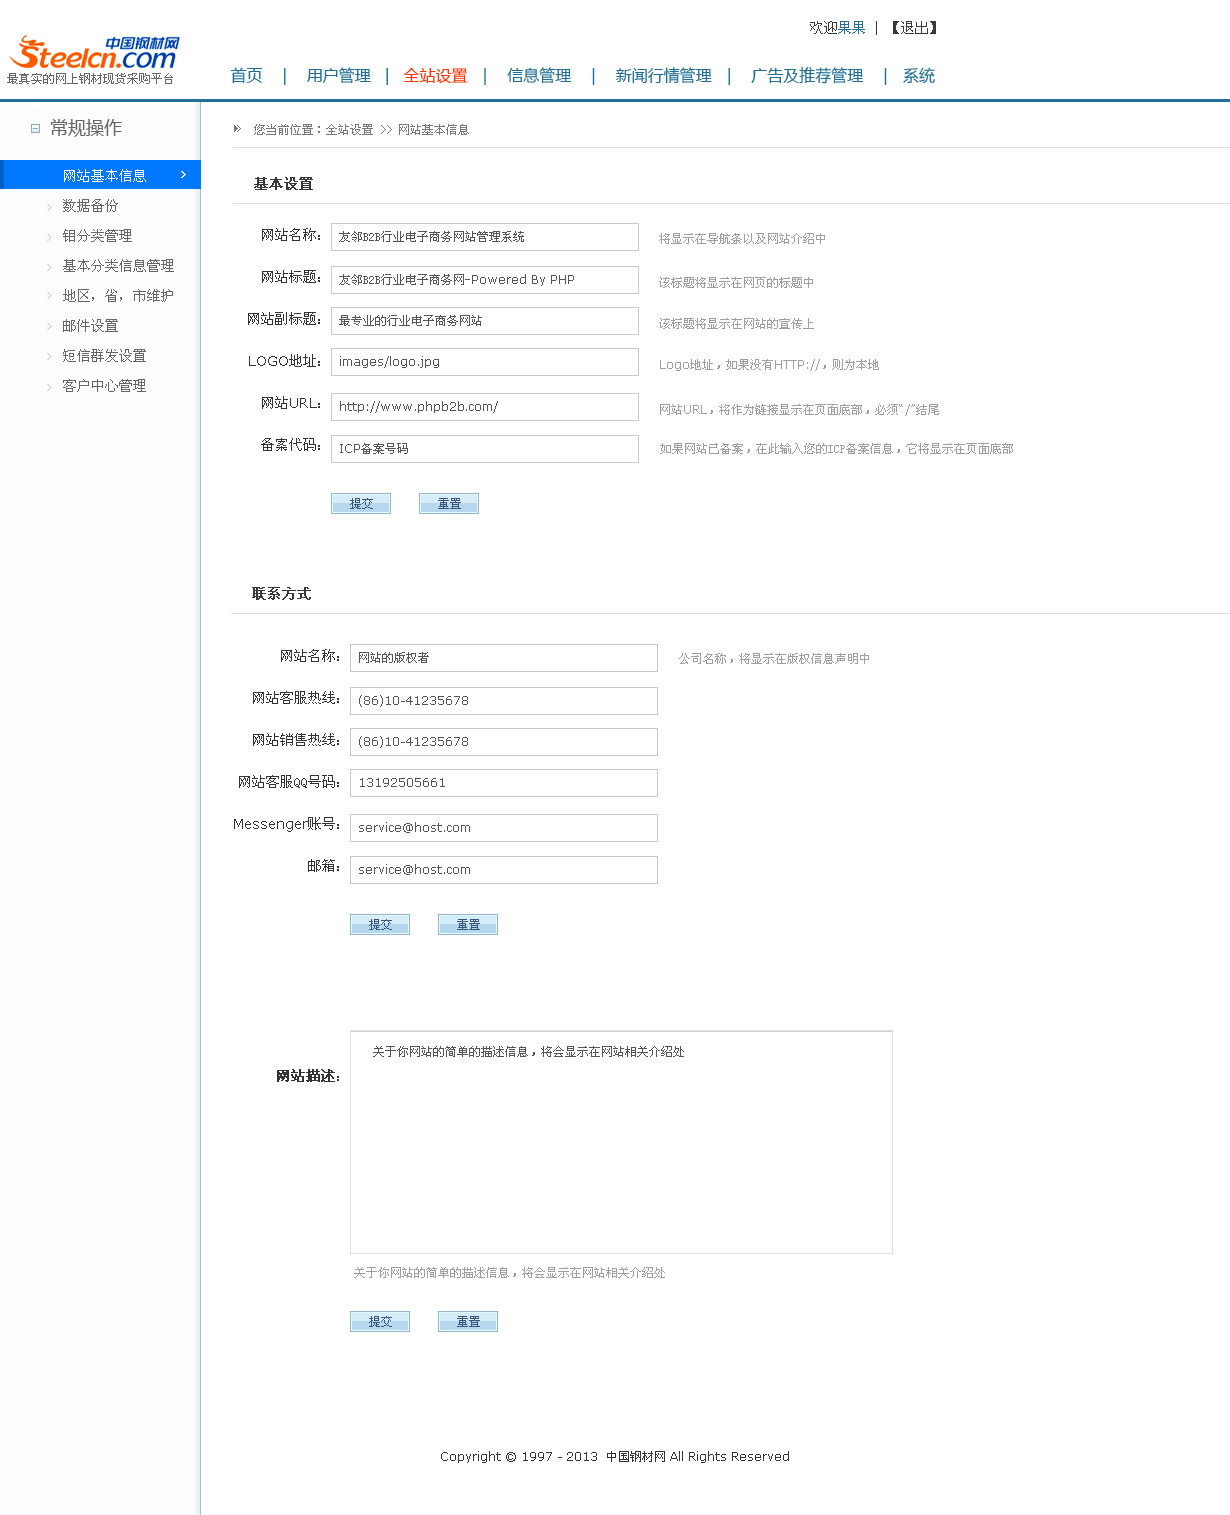 欢迎果果 | 【退出】
中国钢材网
Steelcn.com
最真实的网上钢材现货采购平台
首页 | 用户管理 | 全站设置 | 信息管理 | 新闻行情管理 | 广告及推荐管理 | 系统
常规操作
网站基本信息
数据备份
钼分类管理
基本分类信息管理
地区，省，市维护
邮件设置
短信群发设置
客户中心管理
您当前位置：全站设置 >> 网站基本信息
基本设置
网站名称： 友邻B2B行业电子商务网站管理系统 将显示在导航条以及网站介绍中
网站标题： 友邻B2B行业电子商务网-Powered By PHP 该标题将显示在网页的标题中
网站副标题： 最专业的行业电子商务网站 该标题将显示在网站的宣传上
LOGO地址： images/logo.jpg Logo地址，如果没有HTTP://，则为本地
网站URL： http://www.phpb2b.com/ 网站URL，将作为链接显示在页面底部，必须“/”结尾
备案代码： ICP备案号码 如果网站已备案，在此输入您的ICP备案信息，它将显示在页面底部
提交 重置
联系方式
网站名称： 网站的版权者 公司名称，将显示在版权信息声明中
网站客服热线： (86)10-41235678
网站销售热线： (86)10-41235678
网站客服QQ号码： 13192505661
Messenger账号： service@host.com
邮箱： service@host.com
提交 重置
关于你网站的简单的描述信息，将会显示在网站相关介绍处
网站描述：
关于你网站的简单的描述信息，将会显示在网站相关介绍处
提交 重置
Copyright © 1997 - 2013 中国钢材网 All Rights Reserved